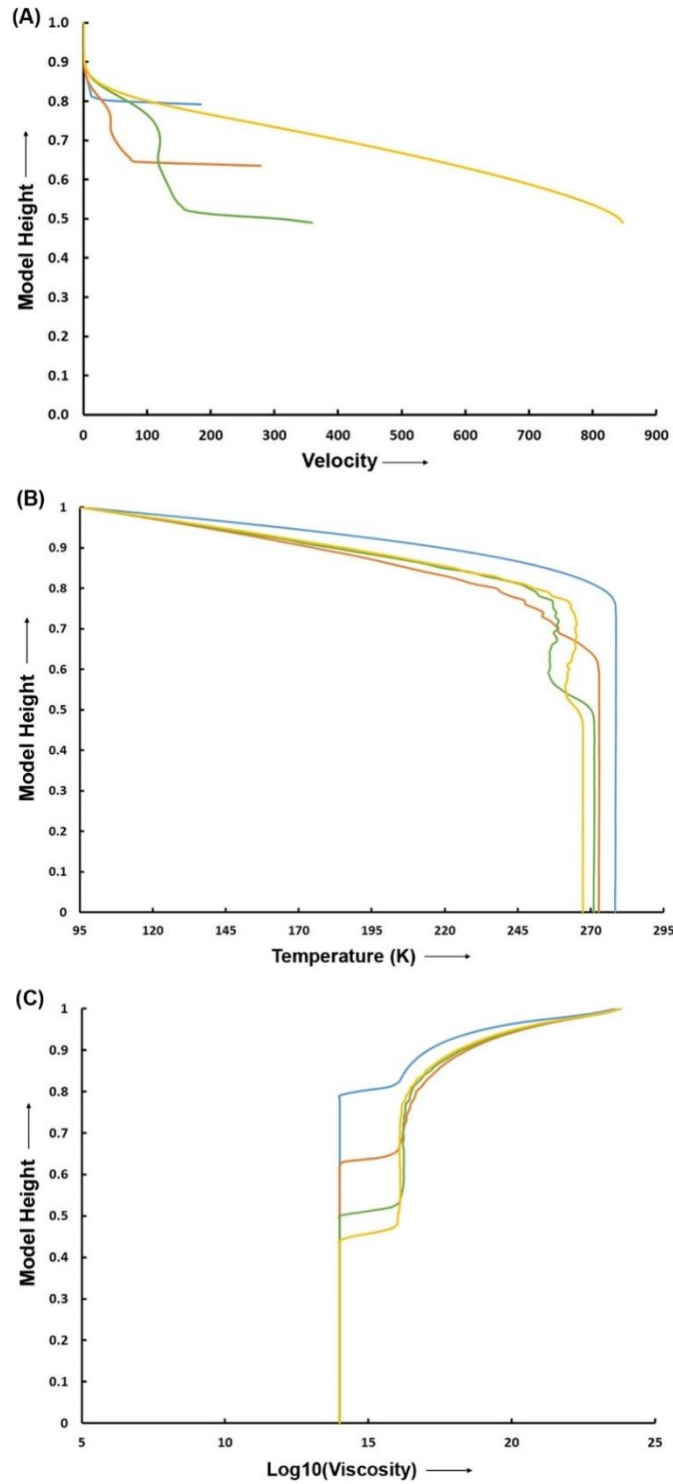 (A)
1.0
0.9
0.8
0.7
0.6
0.5
0.4
0.3
0.2
0.1
0.0
Model Height
0 100 200 300 400 500 600 700 800 900
Velocity
(B)
1
0.9
0.8
0.7
0.6
0.5
0.4
0.3
0.2
0.1
0
Model Height
95 120 145 170 195 220 245 270 295
Temperature (K)
(C)
1
0.9
0.8
0.7
0.6
0.5
0.4
0.3
0.2
0.1
0
Model Height
5 10 15 20 25
Log10(Viscosity)